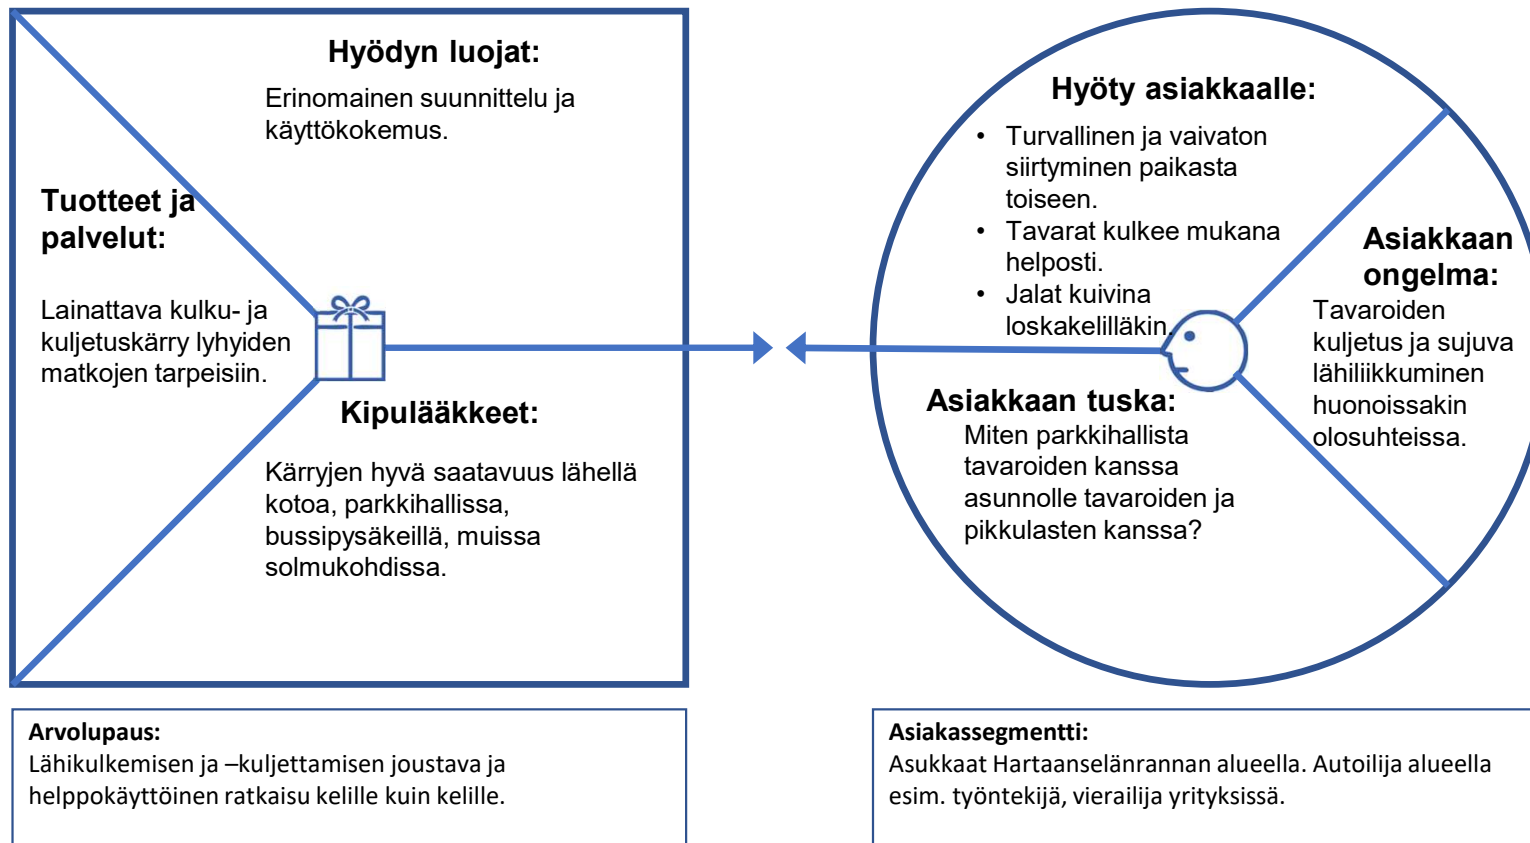 Hyödyn luojat:
Erinomainen suunnittelu ja
käyttökokemus.
Tuotteet ja
palvelut:
Lainattava kulku- ja
kuljetuskärry lyhyiden
matkojen tarpeisiin.
Kipulääkkeet:
Kärryjen hyvä saatavuus lähellä
kotoa, parkkihallissa,
bussipysäkeillä, muissa
solmukohdissa.
Hyöty asiakkaalle:
• Turvallinen ja vaivaton
siirtyminen paikasta
toiseen.
• Tavarat kulkee mukana
helposti.
• Jalat kuivina
loskakelilläkin.
Asiakkaan
ongelma:
Tavaroiden
kuljetus ja sujuva
lähiliikkuminen
huonoissakin
olosuhteissa.
Asiakkaan tuska:
Miten parkkihallista
tavaroiden kanssa
asunnolle tavaroiden ja
pikkulasten kanssa?
Arvolupaus:
Lähikulkemisen ja –kuljettamisen joustava ja
helppokäyttöinen ratkaisu kelille kuin kelille.
Asiakassegmentti:
Asukkaat Hartaanselänrannan alueella. Autoilija alueella
esim. työntekijä, vierailija yrityksissä.